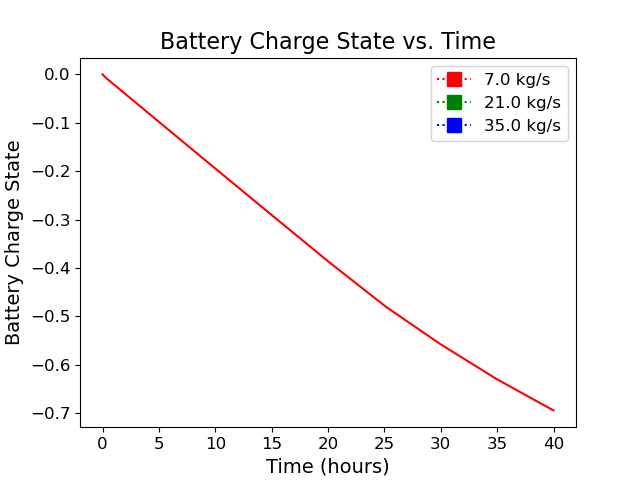 Battery Charge State vs. Time
7.0 kg/s
21.0 kg/s
35.0 kg/s
Battery Charge State
0.0
−0.1
−0.2
−0.3
−0.4
−0.5
−0.6
−0.7
0 5 10 15 20 25 30 35 40
Time (hours)